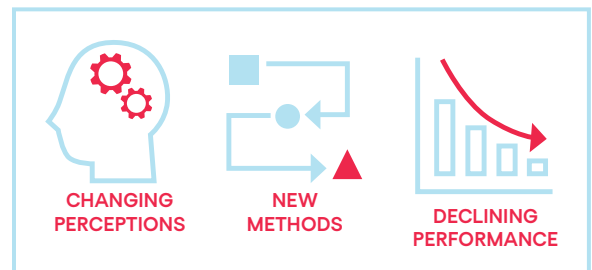 CHANGING
PERCEPTIONS
NEW
METHODS
DECLINING
PERFORMANCE